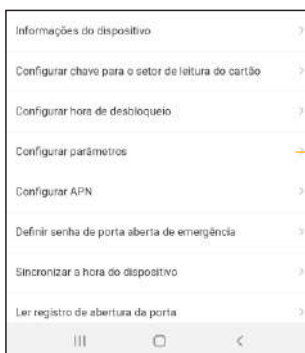 Informações do dispositivo
Configurar chave para o setor de leitura do cartão
Configurar hora de desbloqueio
Configurar parâmetros
Configurar APN
Definir senha de porta aberta de emergência
Sincronizar a hora do dispositivo
Ler registro de abertura da porta